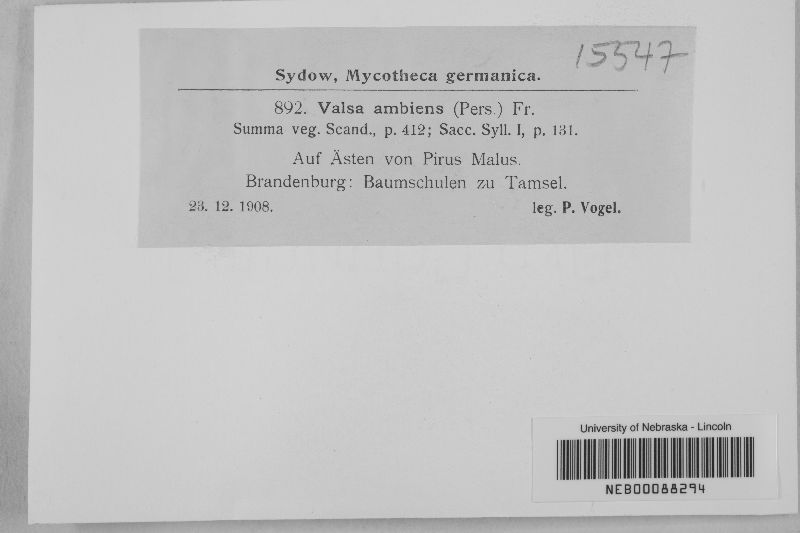 15547
Sydow, Mycotheca germanica.
892. Valsa ambiens (Pers.) Fr.
Summa veg. Scand., p. 412; Sacc. Syll. I, p. 131.
Auf Ästen von Pirus Malus.
Brandenburg: Baumschulen zu Tamsel.
23. 12. 1908. leg. P. Vogel.
University of Nebraska - Lincoln
NEB00088294